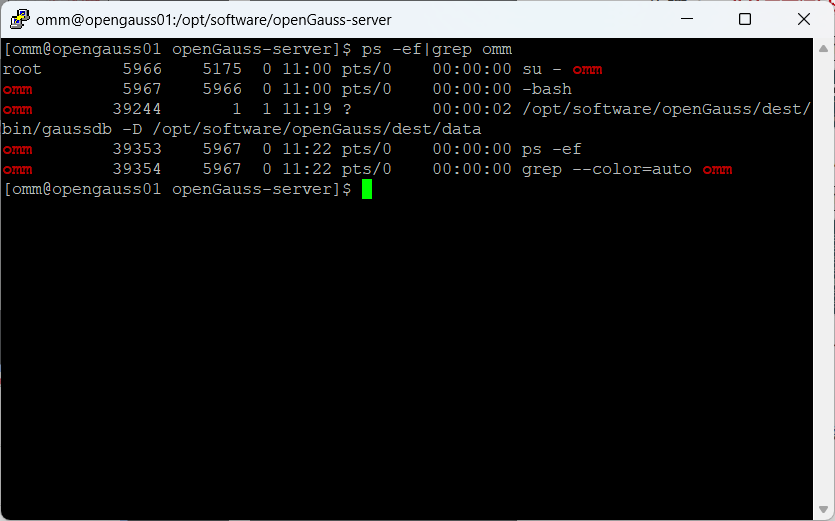 omm@opengauss01:/opt/software/openGauss-server
[omm@opengauss01 openGauss-server]$ ps -ef|grep omm
root        5966    5175  0 11:00 pts/0    00:00:00 su - omm
omm         5967    5966  0 11:00 pts/0    00:00:00 -bash
omm        39244       1  1 11:19 ?        00:00:02 /opt/software/openGauss/dest/
bin/gaussdb -D /opt/software/openGauss/dest/data
omm        39353    5967  0 11:22 pts/0    00:00:00 ps -ef
omm        39354    5967  0 11:22 pts/0    00:00:00 grep --color=auto omm
[omm@opengauss01 openGauss-server]$